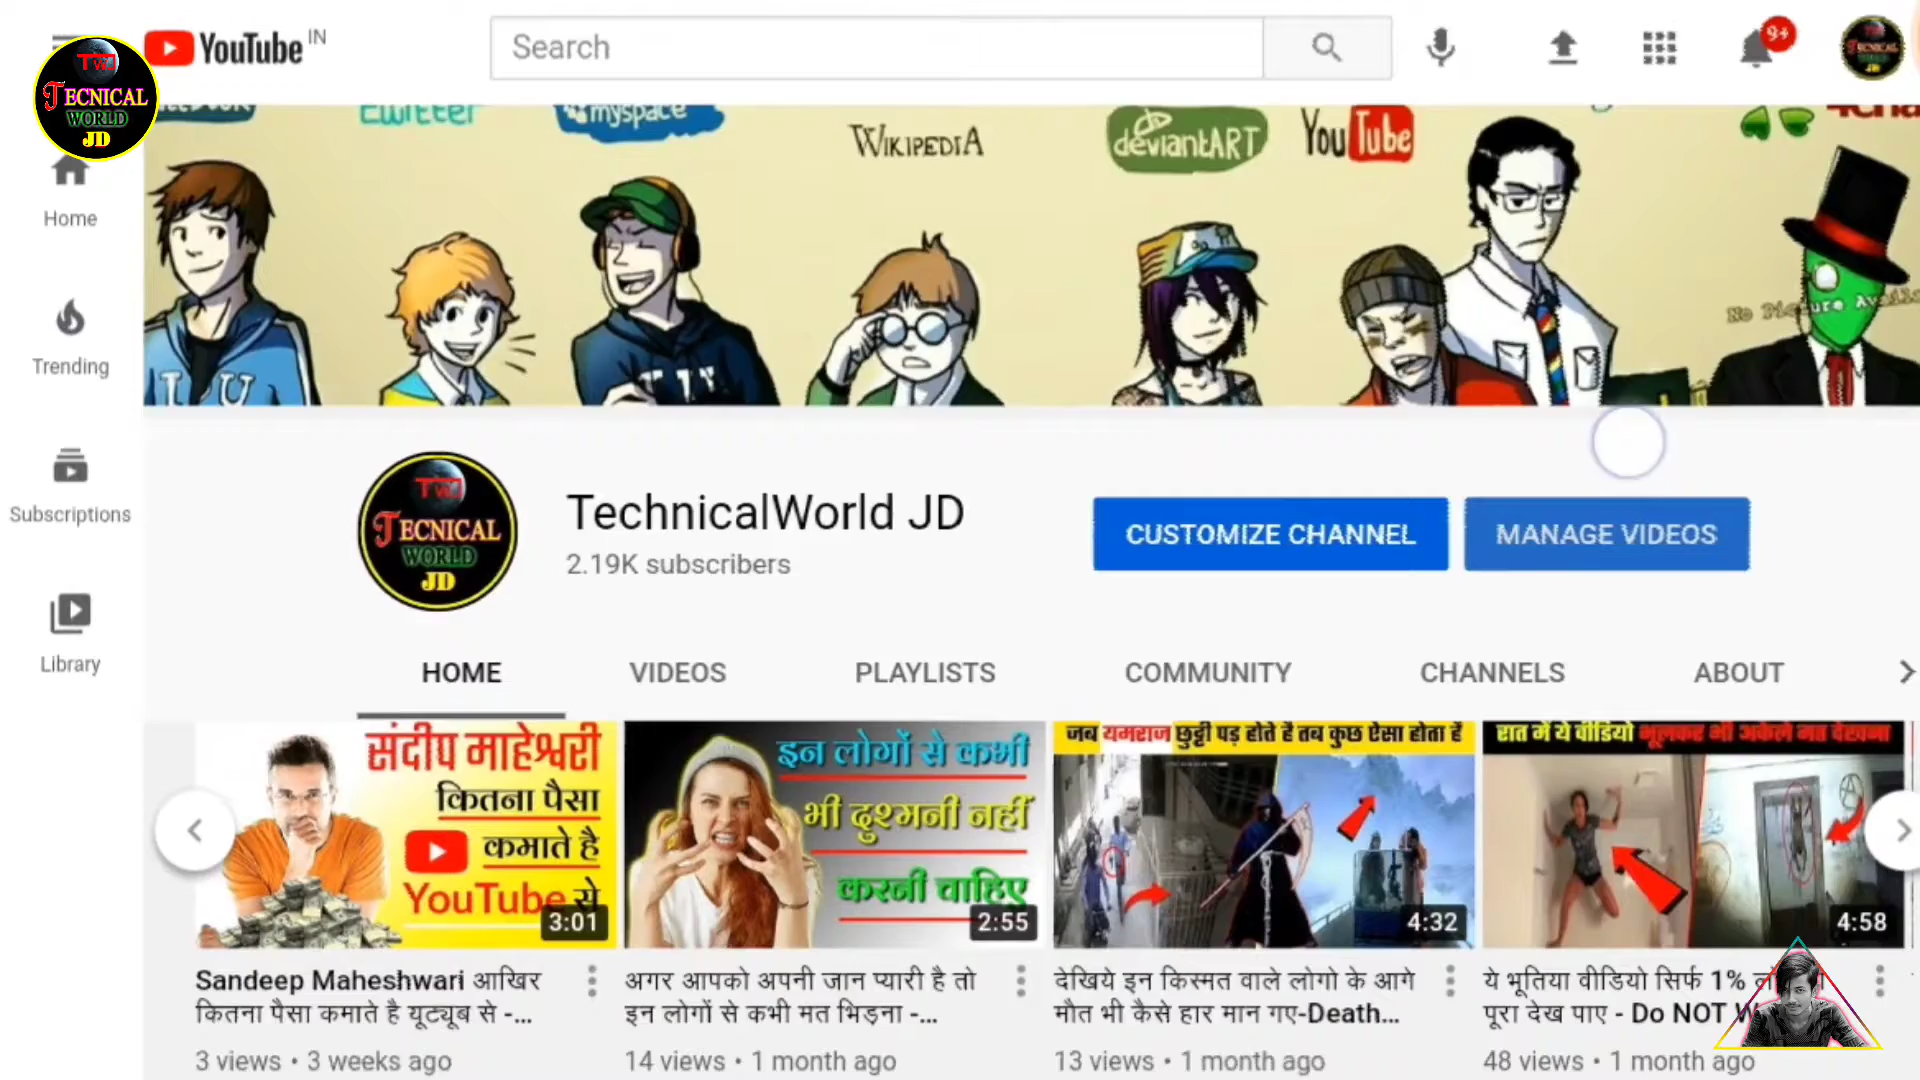 YouTube IN
Search
9+
TWJ
TECNICAL
WORLD
JD
twitter
myspace
WIKIPEDIA
deviantART
YouTube
No Picture
Home
Trending
Subscriptions
Library
TWJ
TECNICAL
WORLD
JD
TechnicalWorld JD
2.19K subscribers
CUSTOMIZE CHANNEL
MANAGE VIDEOS
HOME
VIDEOS
PLAYLISTS
COMMUNITY
CHANNELS
ABOUT
संदीप माहेश्वरी
कितना पैसा
कमाते है
YouTube से
3:01
इन लोगों से कभी
भी दुश्मनी नहीं
करनी चाहिए
2:55
जब यमराज छुट्टी पड़ होते है तब कुछ ऐसा होता है
4:32
रात में ये वीडियो भूलकर भी अकेले मत देखना
4:58
Sandeep Maheshwari आखिर
कितना पैसा कमाते है यूट्यूब से -...
3 views • 3 weeks ago
अगर आपको अपनी जान प्यारी है तो
इन लोगों से कभी मत भिड़ना -...
14 views • 1 month ago
देखिये इन किस्मत वाले लोगो के आगे
मौत भी कैसे हार मान गए-Death...
13 views • 1 month ago
ये भूतिया वीडियो सिर्फ 1%
पूरा देख पाए - Do NOT
48 views • 1 month ago